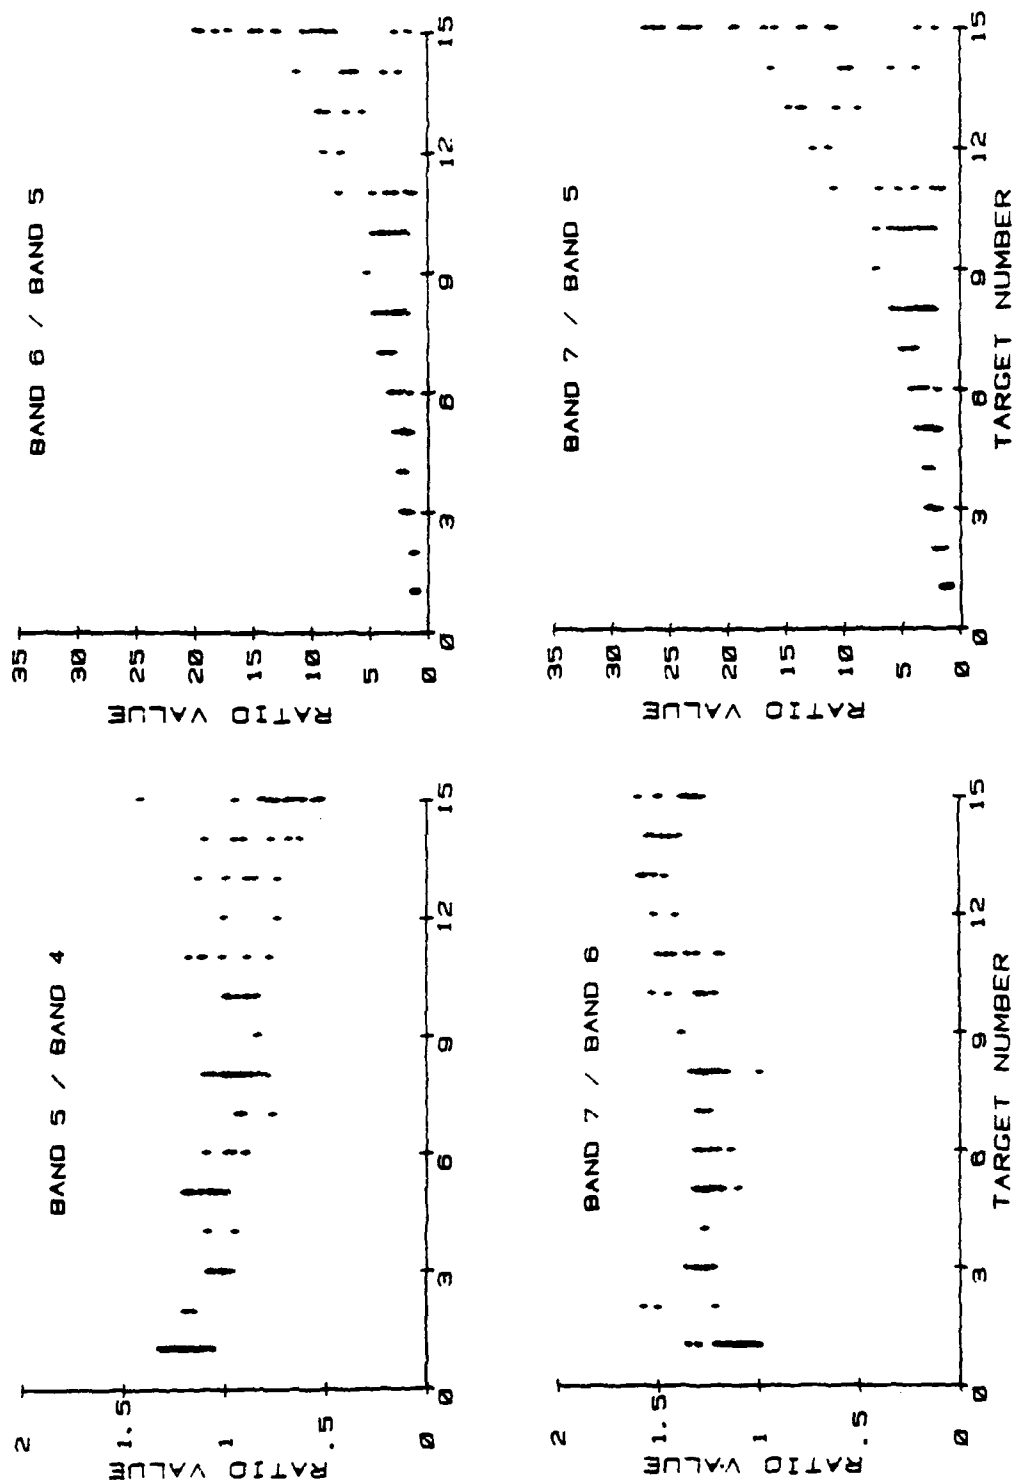 BAND 5 / BAND 4
RATIO VALUE
2
1.5
1
.5
0
0 3 6 9 12 15
BAND 6 / BAND 5
RATIO VALUE
35
30
25
20
15
10
5
0
0 3 6 9 12 15
BAND 7 / BAND 6
RATIO VALUE
2
1.5
1
.5
0
0 3 6 9 12 15
TARGET NUMBER
BAND 7 / BAND 5
RATIO VALUE
35
30
25
20
15
10
5
0
0 3 6 9 12 15
TARGET NUMBER